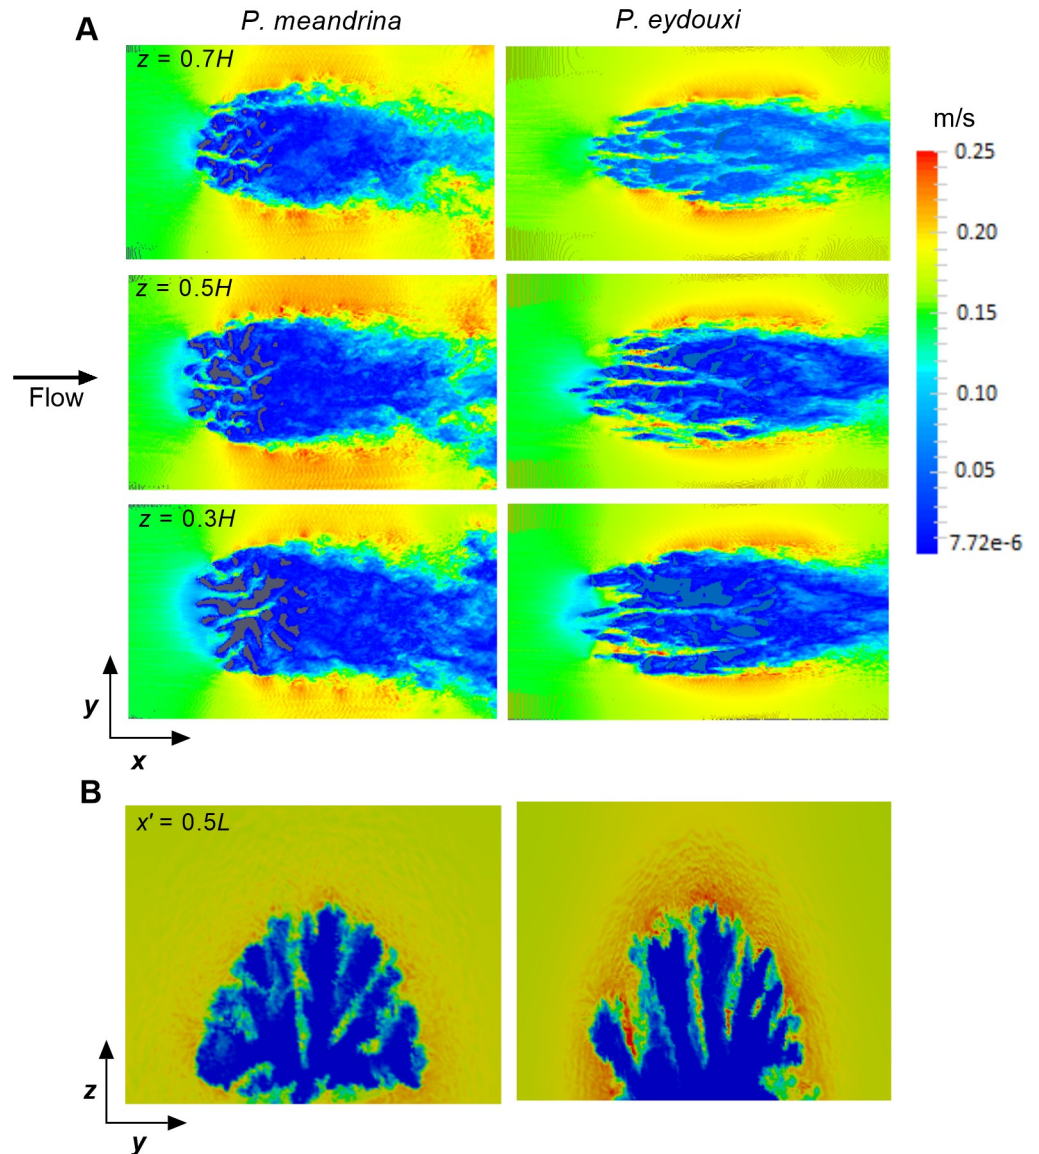 P. meandrina
P. eydouxi
A
z = 0.7H
m/s
0.25
0.20
z = 0.5H
0.15
Flow
0.10
0.05
z = 0.3H
7.72e-6
y
x
B
x' = 0.5L
z
y